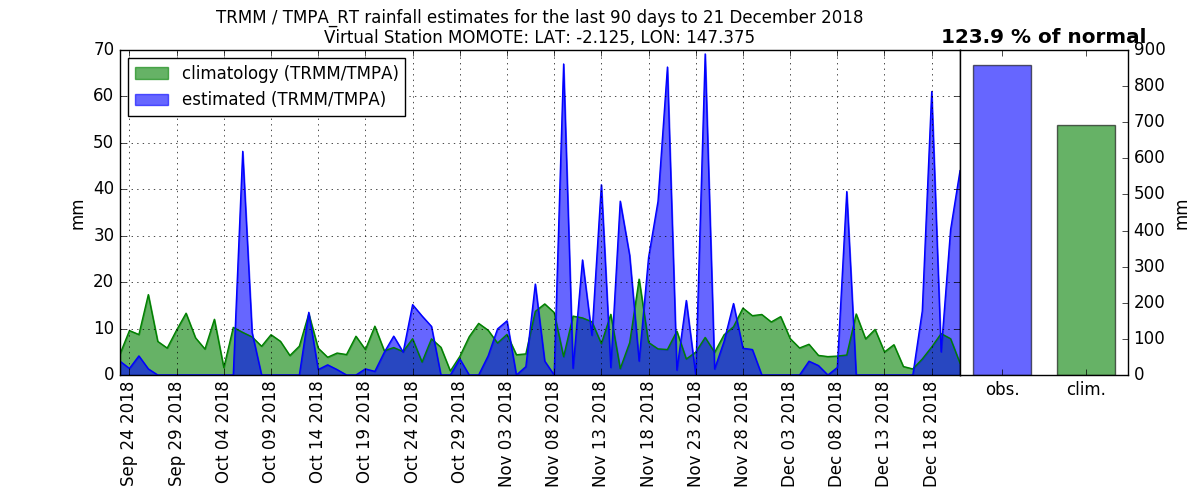 TRMM / TMPA_RT rainfall estimates for the last 90 days to 21 December 2018
Virtual Station MOMOTE: LAT: -2.125, LON: 147.375
123.9 % of normal
climatology (TRMM/TMPA)
estimated (TRMM/TMPA)
mm
70
60
50
40
30
20
10
0
Sep 24 2018
Sep 29 2018
Oct 04 2018
Oct 09 2018
Oct 14 2018
Oct 19 2018
Oct 24 2018
Oct 29 2018
Nov 03 2018
Nov 08 2018
Nov 13 2018
Nov 18 2018
Nov 23 2018
Nov 28 2018
Dec 03 2018
Dec 08 2018
Dec 13 2018
Dec 18 2018
obs.
clim.
900
800
700
600
500
400
300
200
100
0
mm